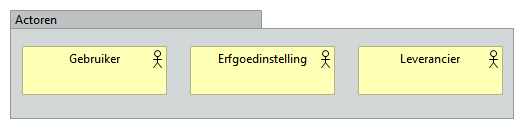 Actoren
Gebruiker
Erfgoedinstelling
Leverancier